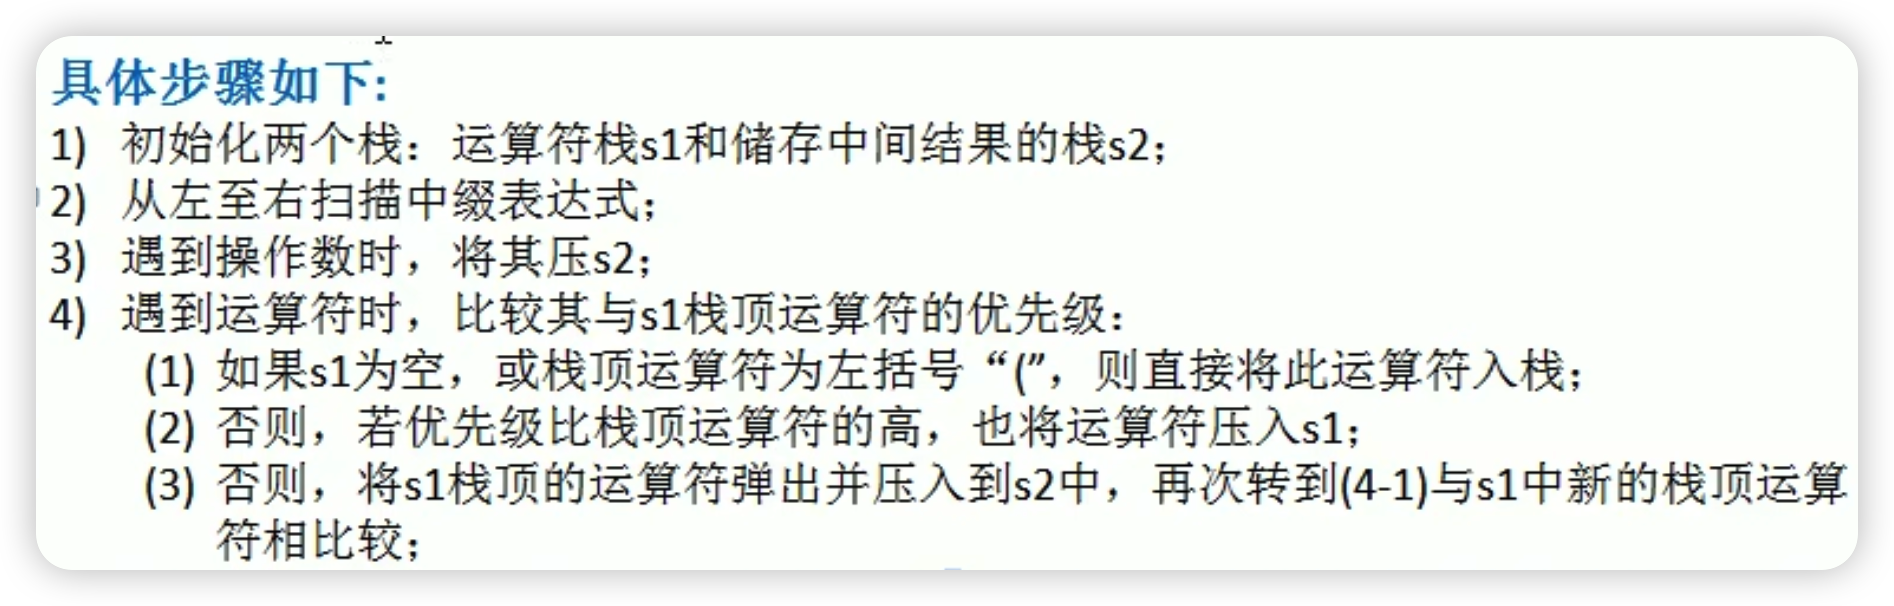 具体步骤如下:
1) 初始化两个栈：运算符栈s1和储存中间结果的栈s2；
2) 从左至右扫描中缀表达式；
3) 遇到操作数时，将其压s2；
4) 遇到运算符时，比较其与s1栈顶运算符的优先级：
(1) 如果s1为空，或栈顶运算符为左括号“(”，则直接将此运算符入栈；
(2) 否则，若优先级比栈顶运算符的高，也将运算符压入s1；
(3) 否则，将s1栈顶的运算符弹出并压入到s2中，再次转到(4-1)与s1中新的栈顶运算
符相比较；